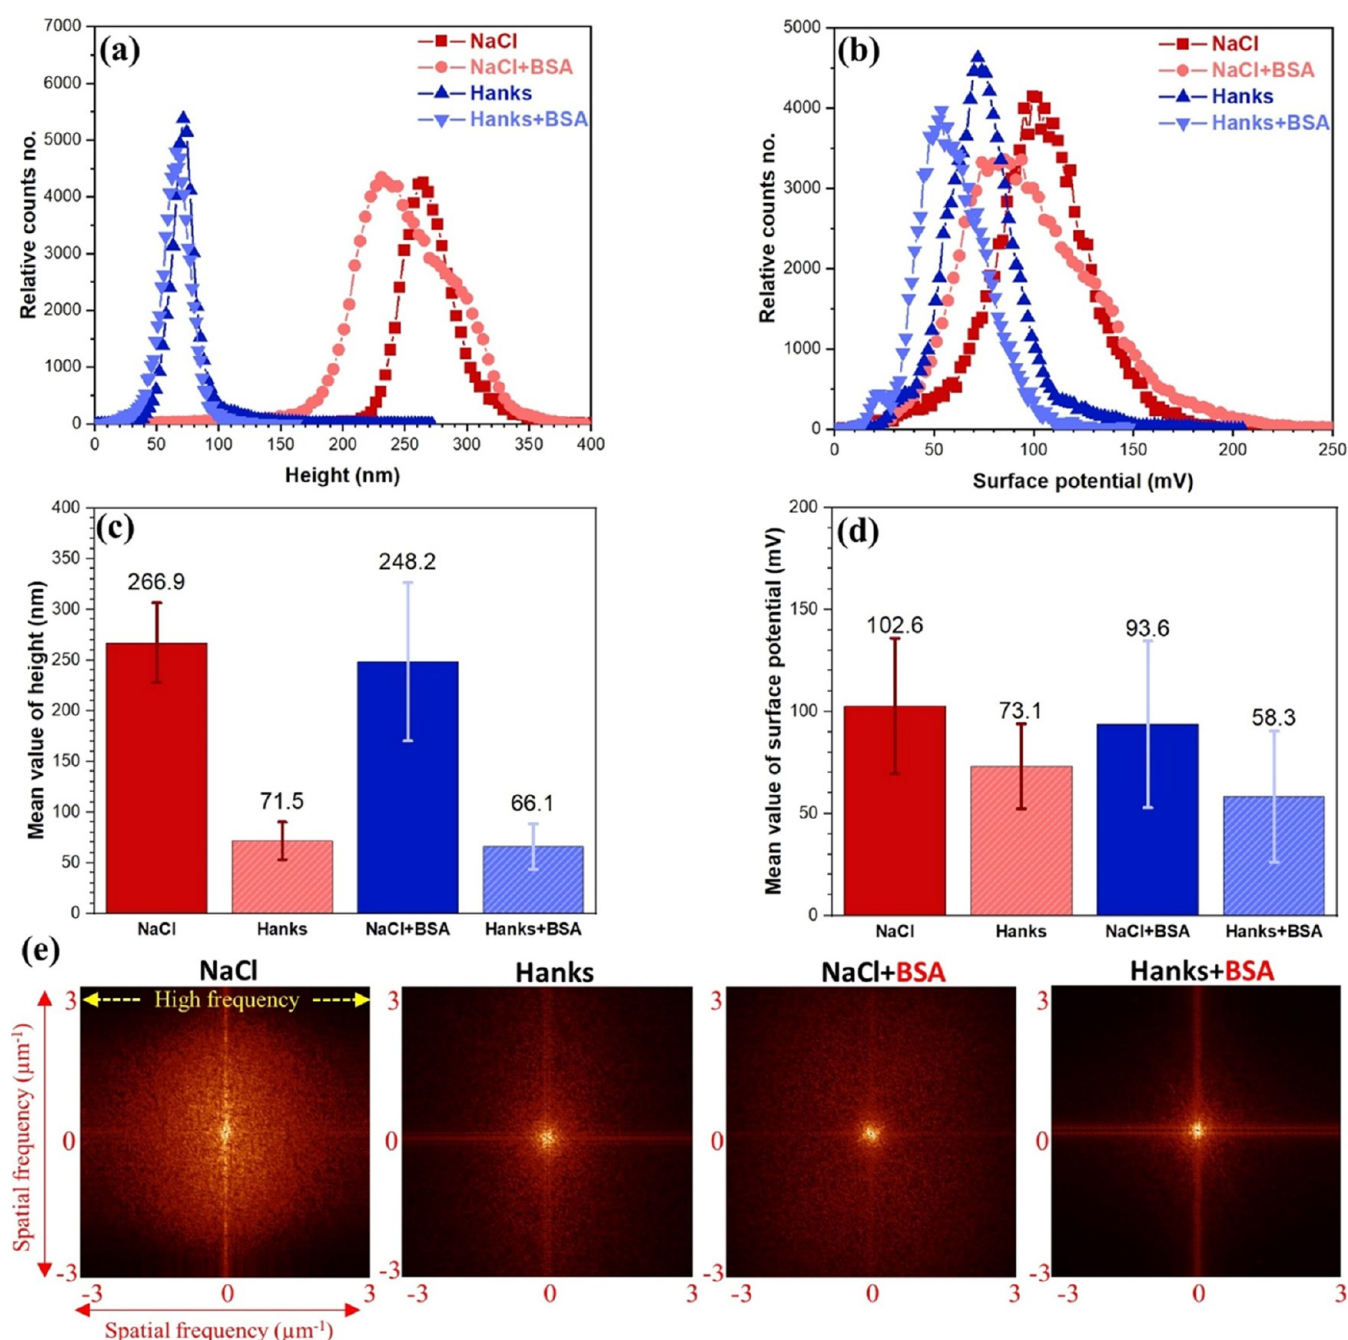 (a)
NaCl
NaCl+BSA
Hanks
Hanks+BSA
7000
6000
5000
4000
3000
2000
1000
0
Relative counts no.
0 50 100 150 200 250 300 350 400
Height (nm)
(b)
NaCl
NaCl+BSA
Hanks
Hanks+BSA
5000
4000
3000
2000
1000
0
Relative counts no.
0 50 100 150 200 250
Surface potential (mV)
(c)
400
350
300
250
200
150
100
50
0
Mean value of height (nm)
266.9
71.5
248.2
66.1
NaCl Hanks NaCl+BSA Hanks+BSA
(d)
200
150
100
50
0
Mean value of surface potential (mV)
102.6
73.1
93.6
58.3
NaCl Hanks NaCl+BSA Hanks+BSA
(e)
NaCl Hanks NaCl+BSA Hanks+BSA
High frequency
Spatial frequency (µm-1)
3 3 3 3
0 0 0 0
-3 -3 -3 -3
-3 0 3 -3 0 3 -3 0 3 -3 0 3
Spatial frequency (µm-1)